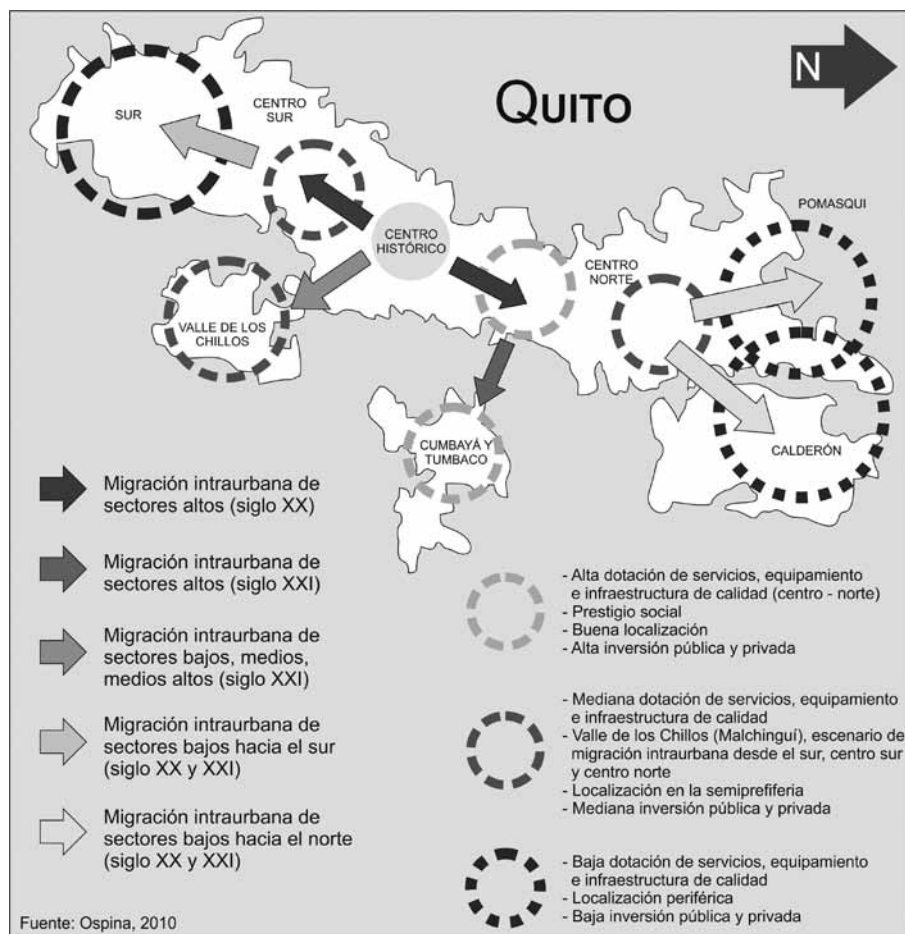 QUITO
N
SUR
CENTRO
SUR
CENTRO
HISTÓRICO
CENTRO
NORTE
POMASQUI
VALLE DE LOS
CHILLOS
CUMBAYÁ Y
TUMBACO
CALDERÓN
Migración intraurbana de
sectores altos (siglo XX)
Migración intraurbana de
sectores altos (siglo XXI)
Migración intraurbana de
sectores bajos, medios,
medios altos (siglo XXI)
Migración intraurbana de
sectores bajos hacia el sur
(siglo XX y XXI)
Migración intraurbana de
sectores bajos hacia el norte
(siglo XX y XXI)
- Alta dotación de servicios, equipamiento
e infraestructura de calidad (centro - norte)
- Prestigio social
- Buena localización
- Alta inversión pública y privada
- Mediana dotación de servicios, equipamiento
e infraestructura de calidad
- Valle de los Chillos (Malchinguí), escenario de
migración intraurbana desde el sur, centro sur
y centro norte
- Localización en la semiprefiferia
- Mediana inversión pública y privada
- Baja dotación de servicios, equipamiento
e infraestructura de calidad
- Localización periférica
- Baja inversión pública y privada
Fuente: Ospina, 2010